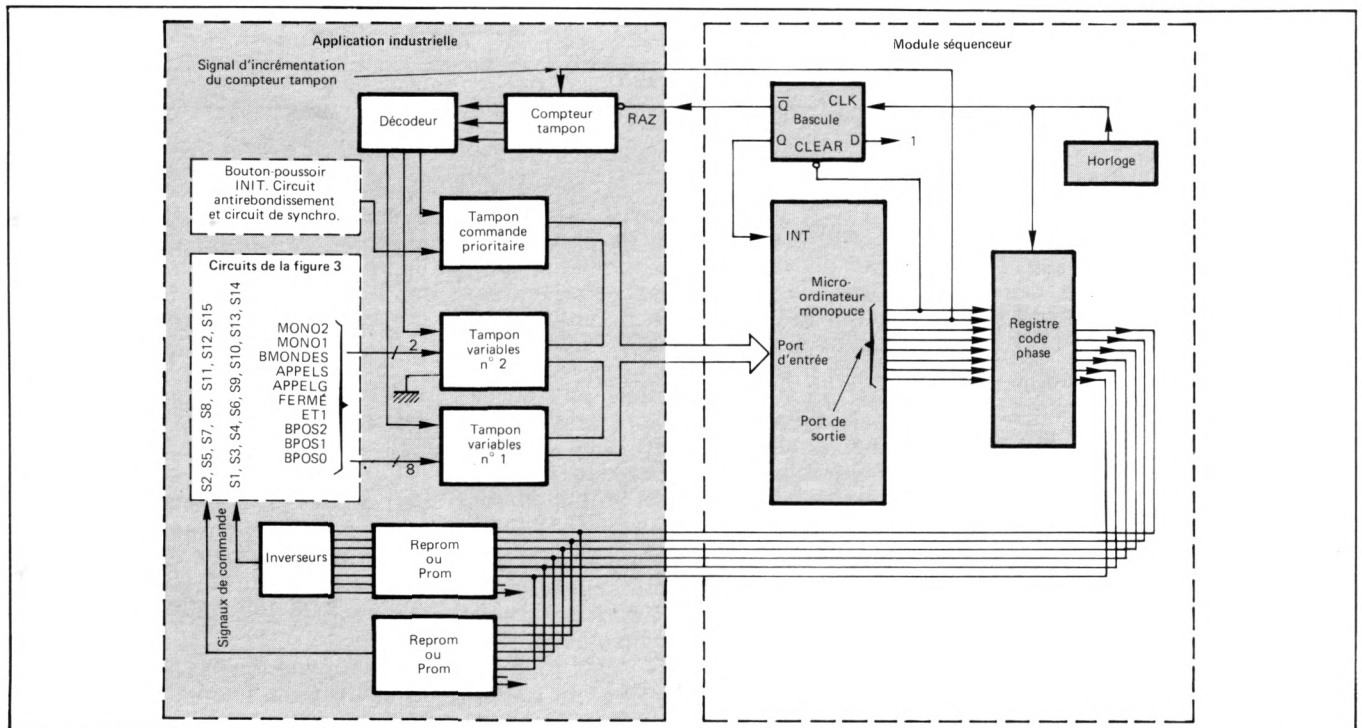 Application industrielle
Signal d'incrémentation
du compteur tampon
Décodeur
Compteur
tampon
RAZ
Bouton-poussoir
INIT. Circuit
antirebondissement
et circuit de synchro.
Tampon
commande
prioritaire
Circuits de la figure 3
S2, S5, S7, S8, S11, S12, S15
S1, S3, S4, S6, S9, S10, S13, S14
MONO2
MONO1
BMONDES
APPELS
APPELG
FERMÉ
ET1
BPOS2
BPOS1
BPOS0
2
8
Tampon
variables
n° 2
Tampon
variables
n° 1
Signaux de commande
Inverseurs
Reprom
ou
Prom
Reprom
ou
Prom
Module séquenceur
Q CLK
Bascule
Q D
CLEAR
1
Horloge
INT
Micro-
ordinateur
monopuce
Port
d'entrée
Port de
sortie
Registre
code
phase